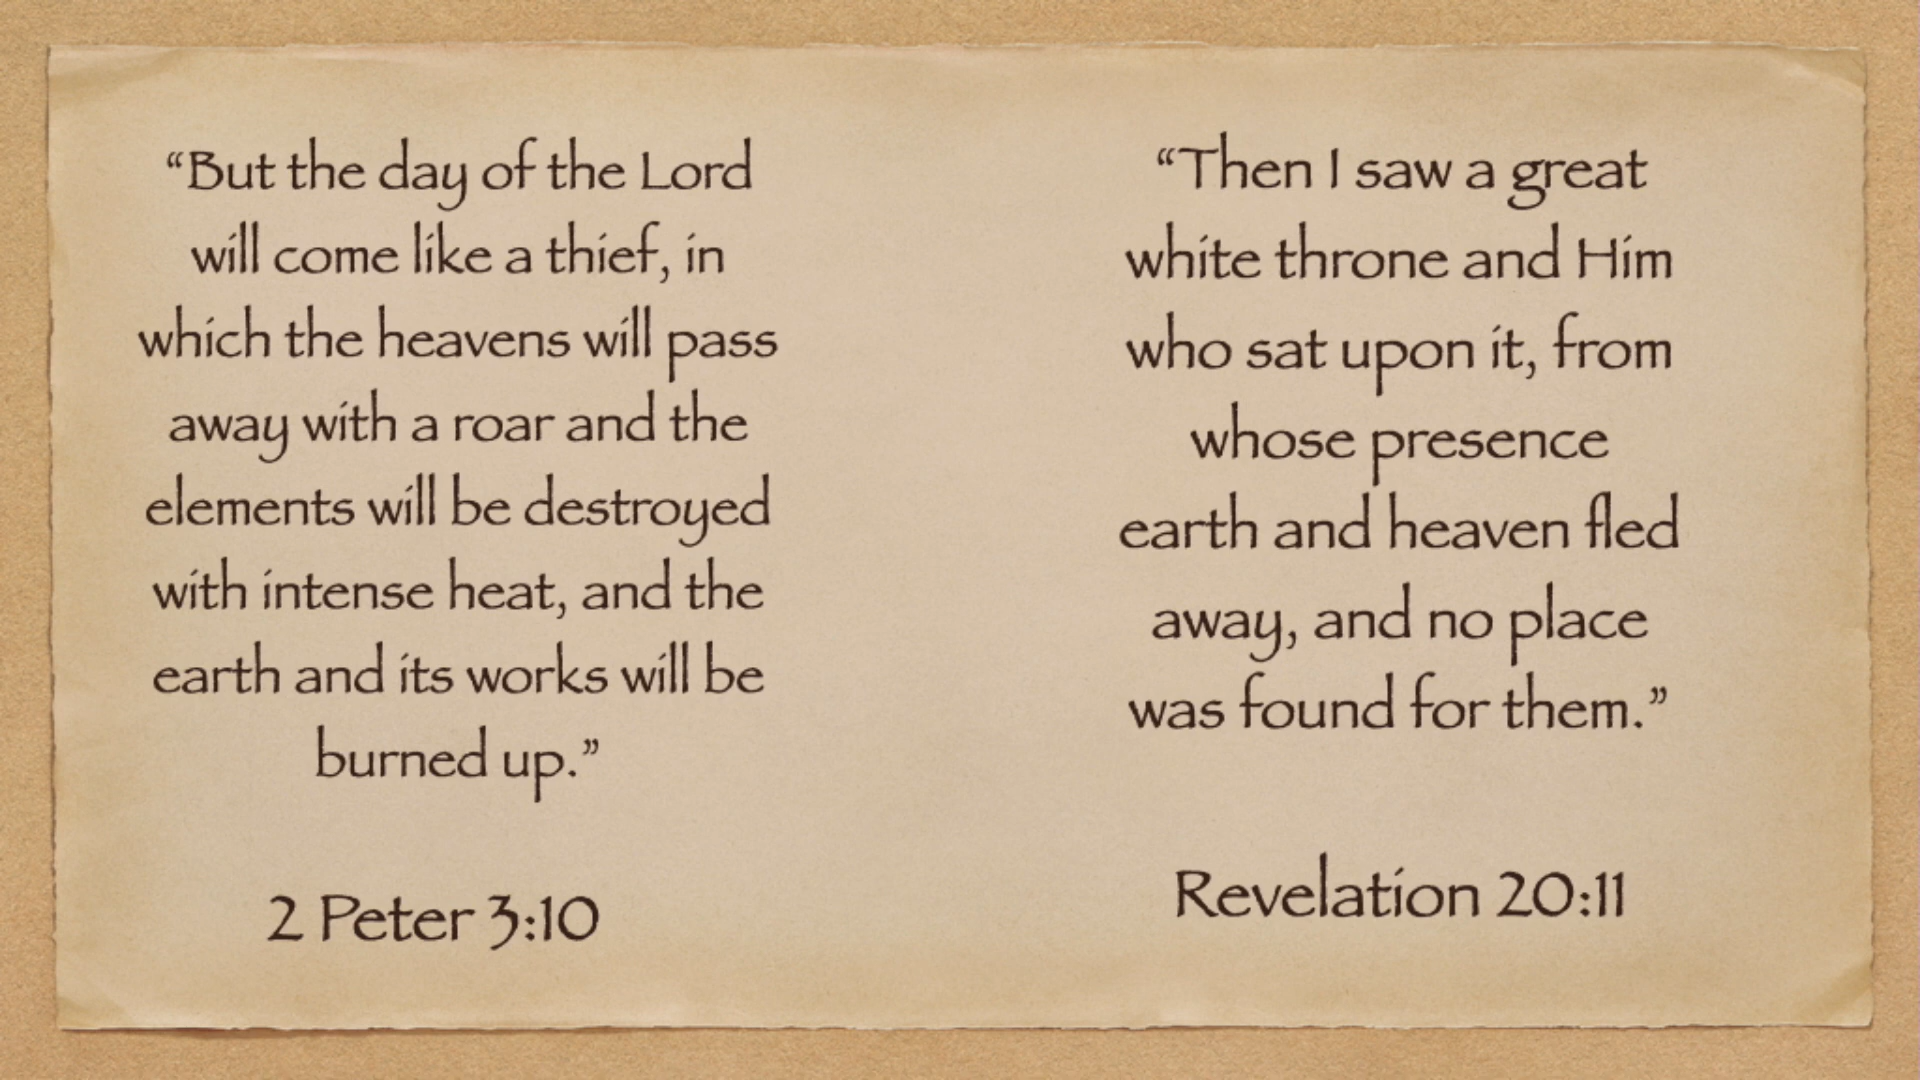 “But the day of the Lord
will come like a thief, in
which the heavens will pass
away with a roar and the
elements will be destroyed
with intense heat, and the
earth and its works will be
burned up.”
2 Peter 3:10
“Then I saw a great
white throne and Him
who sat upon it, from
whose presence
earth and heaven fled
away, and no place
was found for them.”
Revelation 20:11